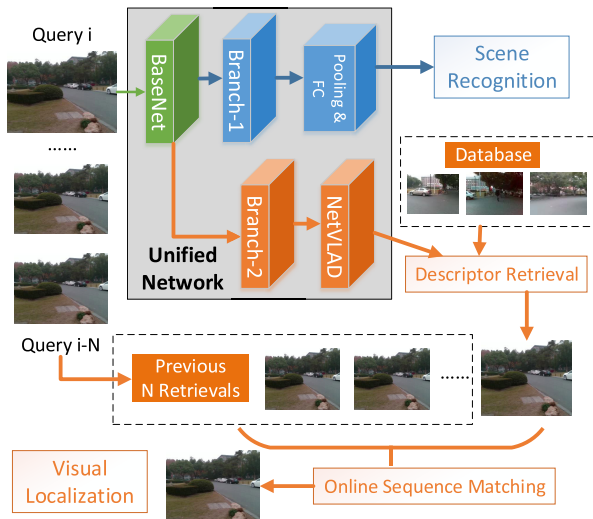 Query i
......
Query i-N
BaseNet
Branch-1
Pooling &
FC
Scene
Recognition
Branch-2
NetVLAD
Unified
Network
Database
Descriptor Retrieval
Previous
N Retrievals
......
Online Sequence Matching
Visual
Localization